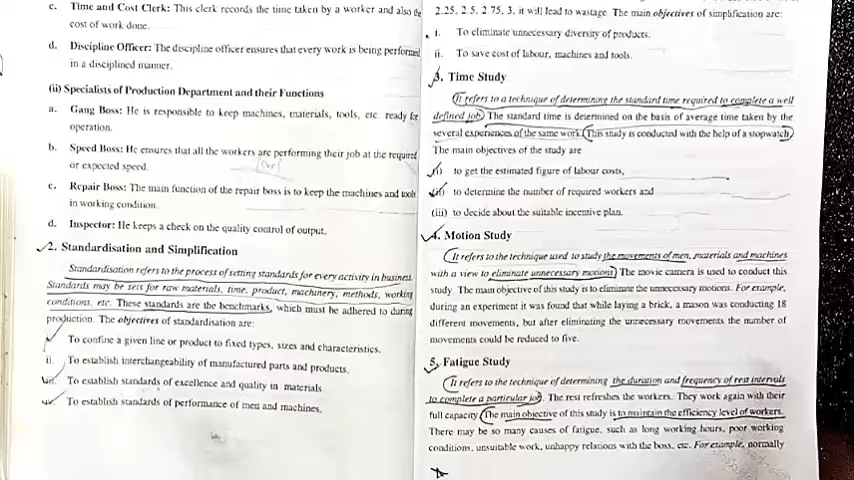 c. Time and Cost Clerk: This clerk records the time taken by a worker and also the
cost of work done.
d. Discipline Officer: The discipline officer ensures that every work is being performed
in a disciplined manner.
(ii) Specialists of Production Department and their Functions
a. Gang Boss: He is responsible to keep machines, materials, tools, etc. ready for
operation.
b. Speed Boss: He ensures that all the workers are performing their job at the required
or expected speed.
c. Repair Boss: The main function of the repair boss is to keep the machines and tools
in working condition.
d. Inspector: He keeps a check on the quality control of output.
2. Standardisation and Simplification
Standardisation refers to the process of setting standards for every activity in business.
Standards may be sets for raw materials, time, product, machinery, methods, working
conditions, etc. These standards are the benchmarks, which must be adhered to during
production. The objectives of standardisation are:
To confine a given line or product to fixed types, sizes and characteristics.
ii. To establish interchangeability of manufactured parts and products.
iii. To establish standards of excellence and quality in materials
iv. To establish standards of performance of men and machines.
2.25, 2.5, 2.75, 3, it will lead to wastage. The main objectives of simplification are:
i. To eliminate unnecessary diversity of products.
ii. To save cost of labour, machines and tools.
3. Time Study
It refers to a technique of determining the standard time required to complete a well
defined job. The standard time is determined on the basis of average time taken by the
several experiences of the same work. This study is conducted with the help of a stopwatch.
The main objectives of the study are
(i) to get the estimated figure of labour costs,
(ii) to determine the number of required workers and
(iii) to decide about the suitable incentive plan.
4. Motion Study
It refers to the technique used to study the movements of men, materials and machines
with a view to eliminate unnecessary motions. The movie camera is used to conduct this
study. The main objective of this study is to eliminate the unnecessary motions. For example,
during an experiment it was found that while laying a brick, a mason was conducting 18
different movements, but after eliminating the unnecessary movements the number of
movements could be reduced to five.
5. Fatigue Study
It refers to the technique of determining the duration and frequency of rest intervals
to complete a particular job. The rest refreshes the workers. They work again with their
full capacity. The main objective of this study is to maintain the efficiency level of workers.
There may be so many causes of fatigue, such as long working hours, poor working
conditions, unsuitable work, unhappy relations with the boss, etc. For example, normally